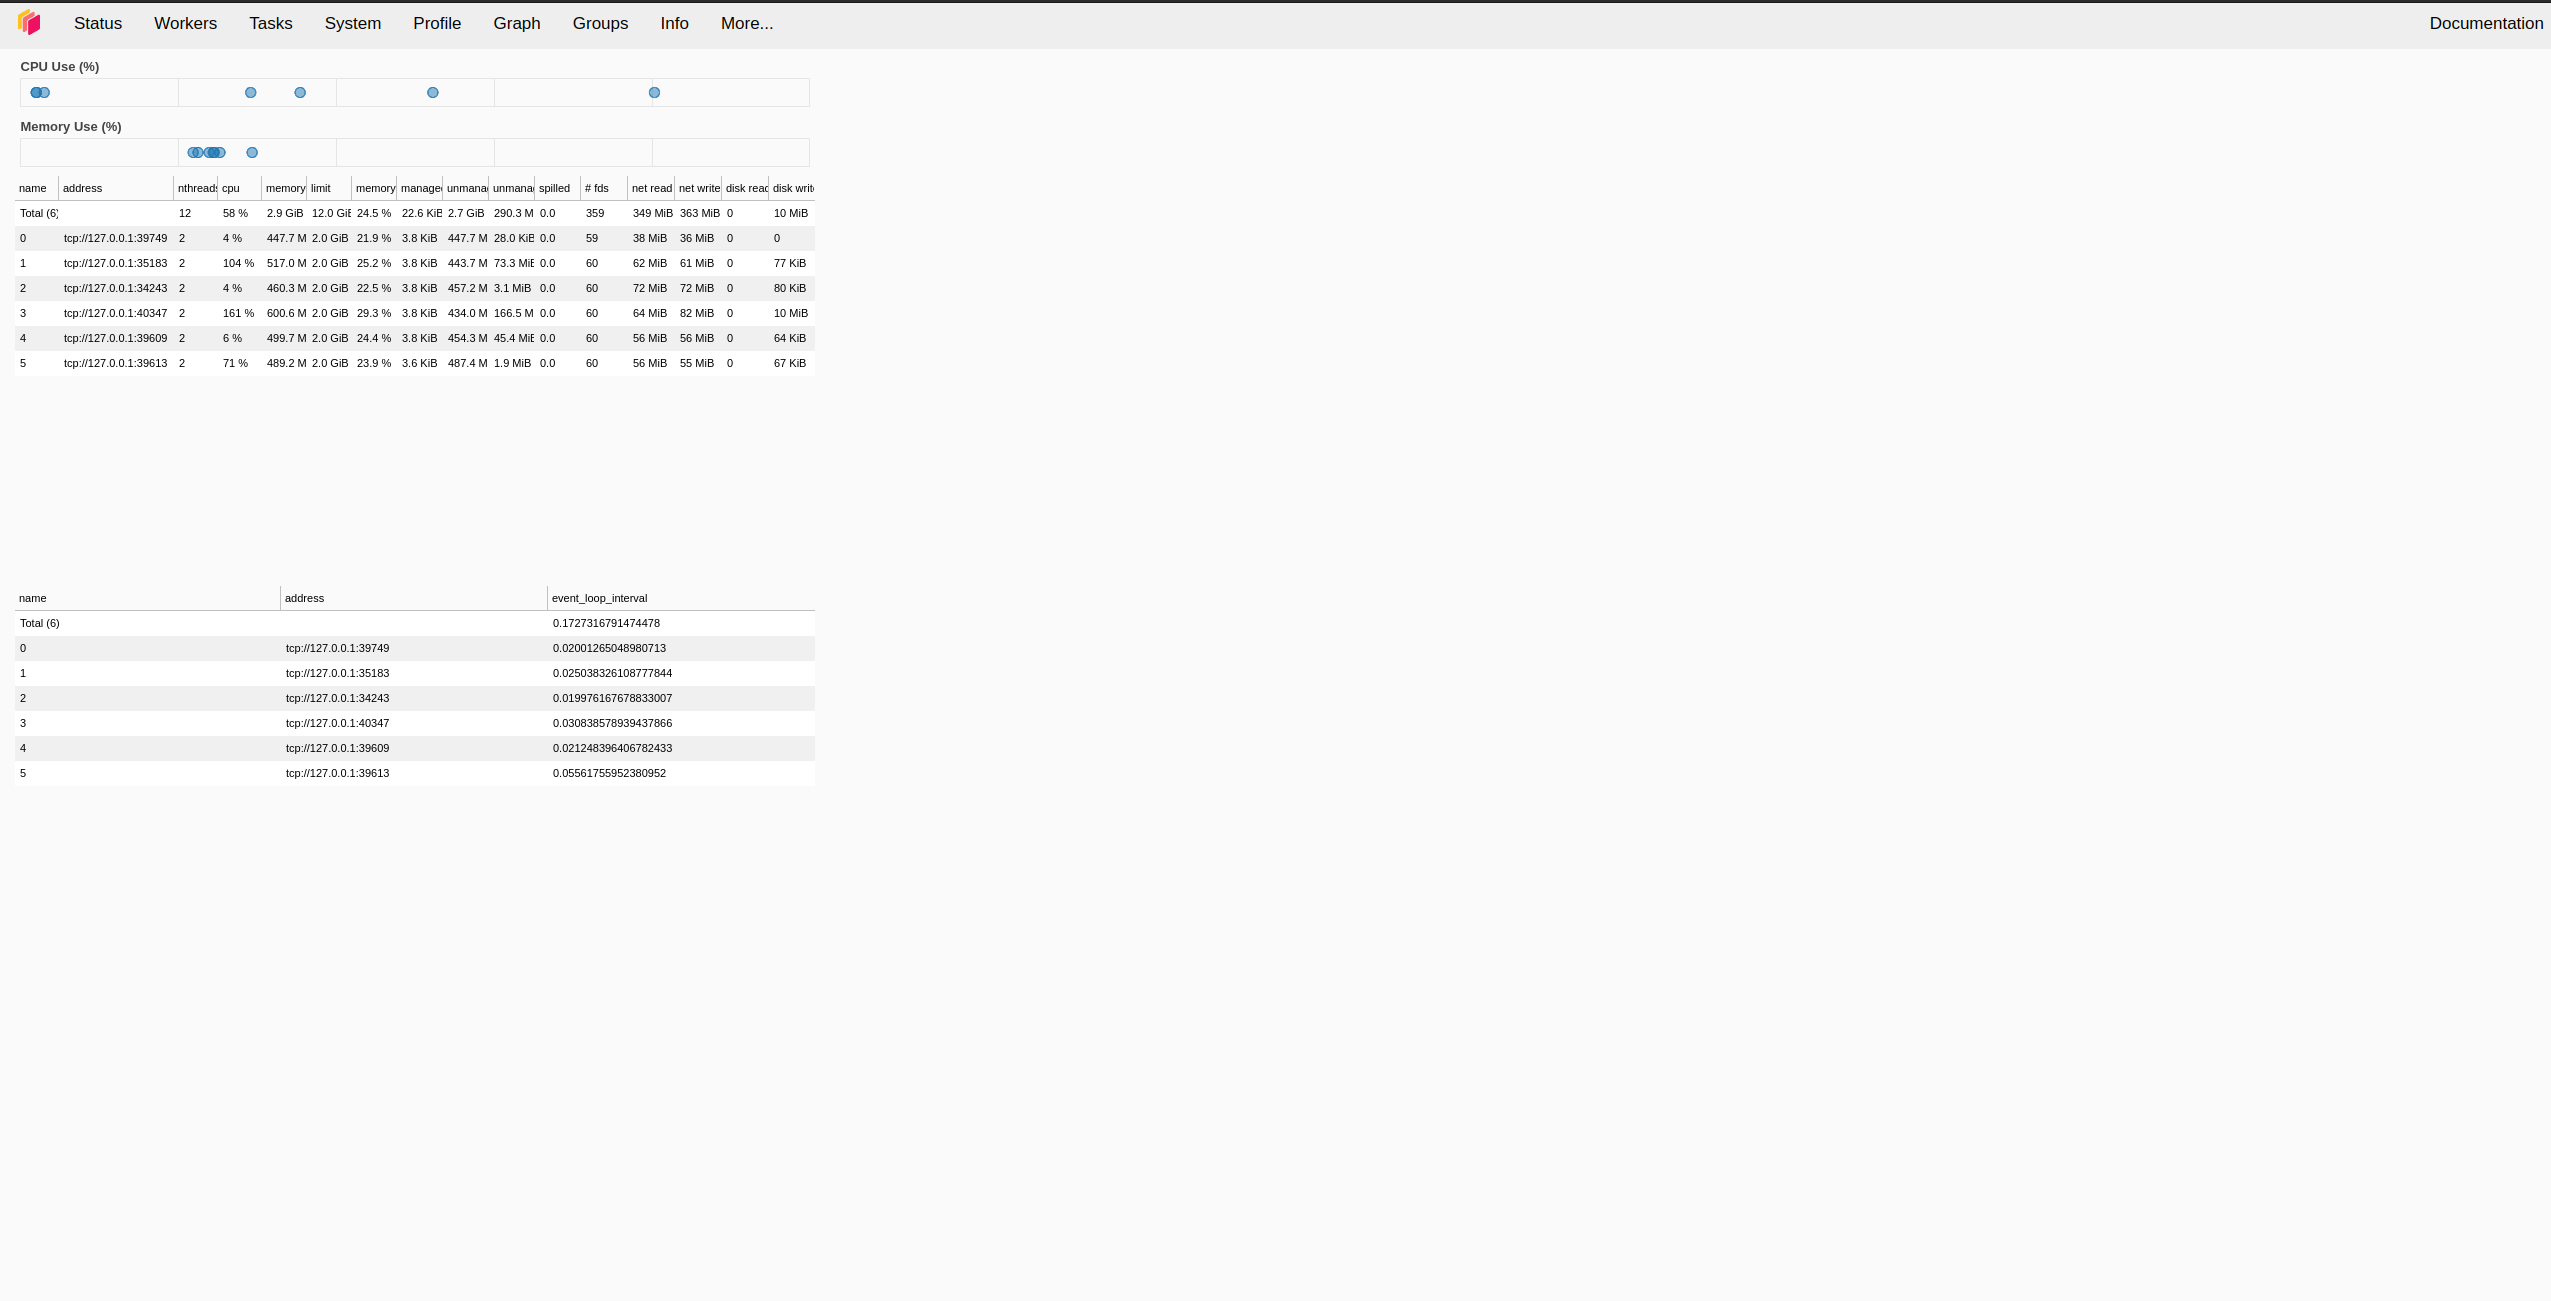 Status Workers Tasks System Profile Graph Groups Info More... Documentation
CPU Use (%)
Memory Use (%)
name address nthreads cpu memory limit memory managed unmana unmana spilled # fds net read net write disk read disk writ
Total (6) 12 58 % 2.9 GiB 12.0 GiB 24.5 % 22.6 KiB 2.7 GiB 290.3 M 0.0 359 349 MiB 363 MiB 0 10 MiB
0 tcp://127.0.0.1:39749 2 4 % 447.7 M 2.0 GiB 21.9 % 3.8 KiB 447.7 M 28.0 KiB 0.0 59 38 MiB 36 MiB 0 0
1 tcp://127.0.0.1:35183 2 104 % 517.0 M 2.0 GiB 25.2 % 3.8 KiB 443.7 M 73.3 MiB 0.0 60 62 MiB 61 MiB 0 77 KiB
2 tcp://127.0.0.1:34243 2 4 % 460.3 M 2.0 GiB 22.5 % 3.8 KiB 457.2 M 3.1 MiB 0.0 60 72 MiB 72 MiB 0 80 KiB
3 tcp://127.0.0.1:40347 2 161 % 600.6 M 2.0 GiB 29.3 % 3.8 KiB 434.0 M 166.5 M 0.0 60 64 MiB 82 MiB 0 10 MiB
4 tcp://127.0.0.1:39609 2 6 % 499.7 M 2.0 GiB 24.4 % 3.8 KiB 454.3 M 45.4 MiB 0.0 60 56 MiB 56 MiB 0 64 KiB
5 tcp://127.0.0.1:39613 2 71 % 489.2 M 2.0 GiB 23.9 % 3.6 KiB 487.4 M 1.9 MiB 0.0 60 56 MiB 55 MiB 0 67 KiB
name address event_loop_interval
Total (6) 0.1727316791474478
0 tcp://127.0.0.1:39749 0.02001265048980713
1 tcp://127.0.0.1:35183 0.025038326108777844
2 tcp://127.0.0.1:34243 0.019976167678833007
3 tcp://127.0.0.1:40347 0.030838578939437866
4 tcp://127.0.0.1:39609 0.021248396406782433
5 tcp://127.0.0.1:39613 0.05561755952380952